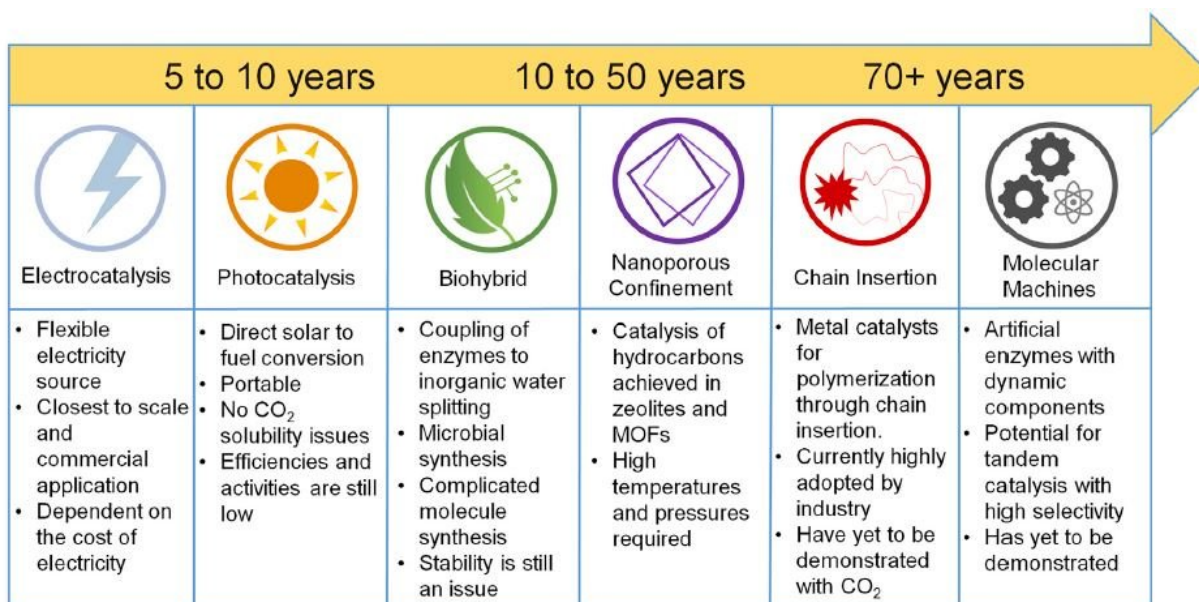 5 to 10 years
10 to 50 years
70+ years
Electrocatalysis
Photocatalysis
Biohybrid
Nanoporous
Confinement
Chain Insertion
Molecular
Machines
• Flexible
electricity
source
• Closest to scale
and
commercial
application
• Dependent on
the cost of
electricity
• Direct solar to
fuel conversion
• Portable
• No CO₂
solubility issues
• Efficiencies and
activities are still
low
• Coupling of
enzymes to
inorganic water
splitting
• Microbial
synthesis
• Complicated
molecule
synthesis
• Stability is still
an issue
• Catalysis of
hydrocarbons
achieved in
zeolites and
MOFs
• High
temperatures
and pressures
required
• Metal catalysts
for
polymerization
through chain
insertion.
• Currently highly
adopted by
industry
• Have yet to be
demonstrated
with CO₂
• Artificial
enzymes with
dynamic
components
• Potential for
tandem
catalysis with
high selectivity
• Has yet to be
demonstrated